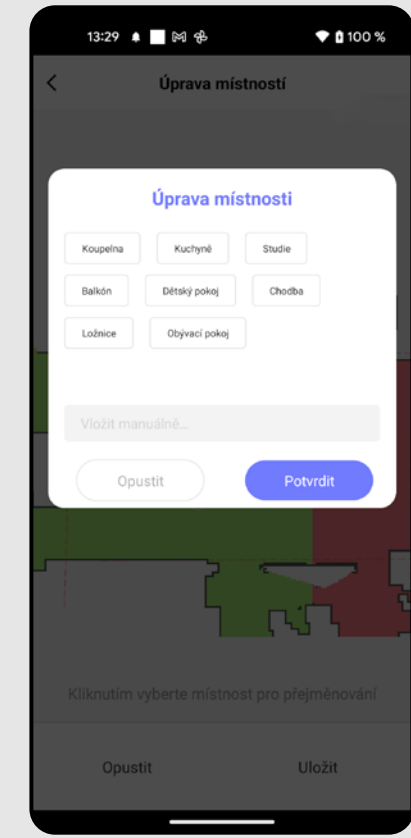 13:29 100 %
Úprava místností
Úprava místnosti
Koupelna Kuchyně Studie
Balkón Dětský pokoj Chodba
Ložnice Obývací pokoj
Vložit manuálně...
Opustit Potvrdit
Kliknutím vyberte místnost pro přejměnování
Opustit Uložit